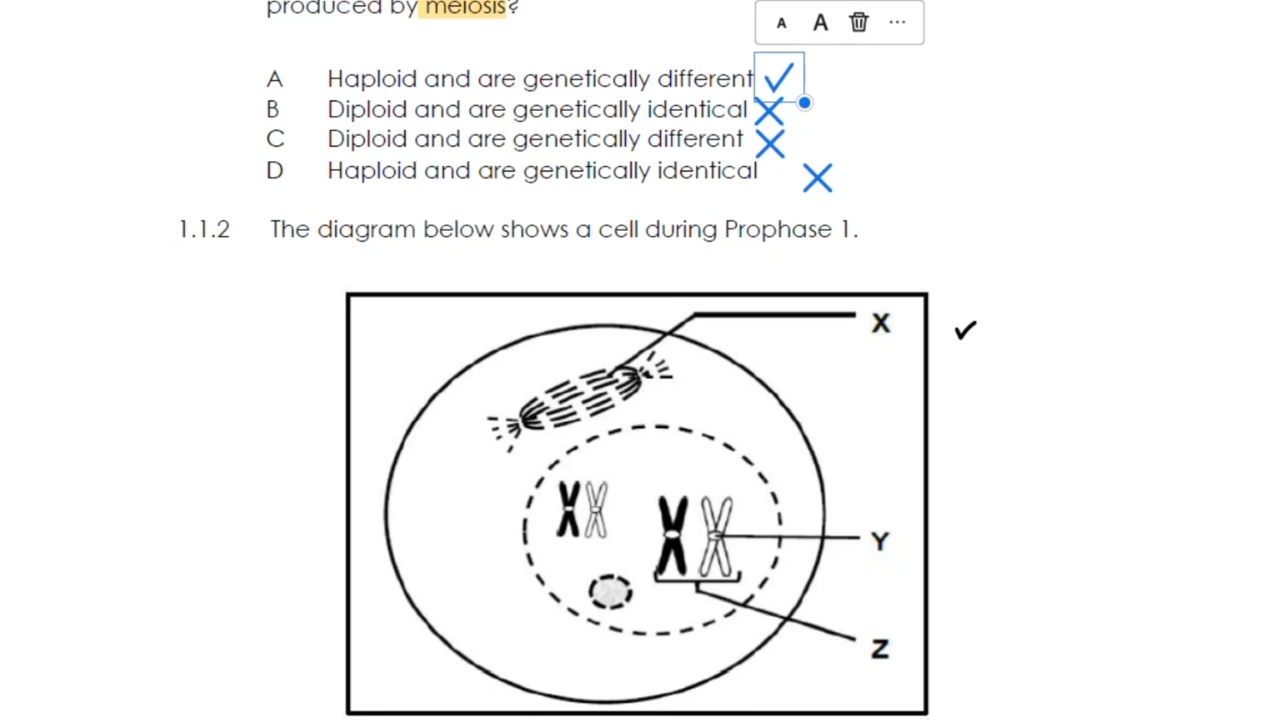 produced by meiosis?
A A ...
A Haploid and are genetically different
B Diploid and are genetically identical
C Diploid and are genetically different
D Haploid and are genetically identical
1.1.2 The diagram below shows a cell during Prophase 1.
X
Y
Z